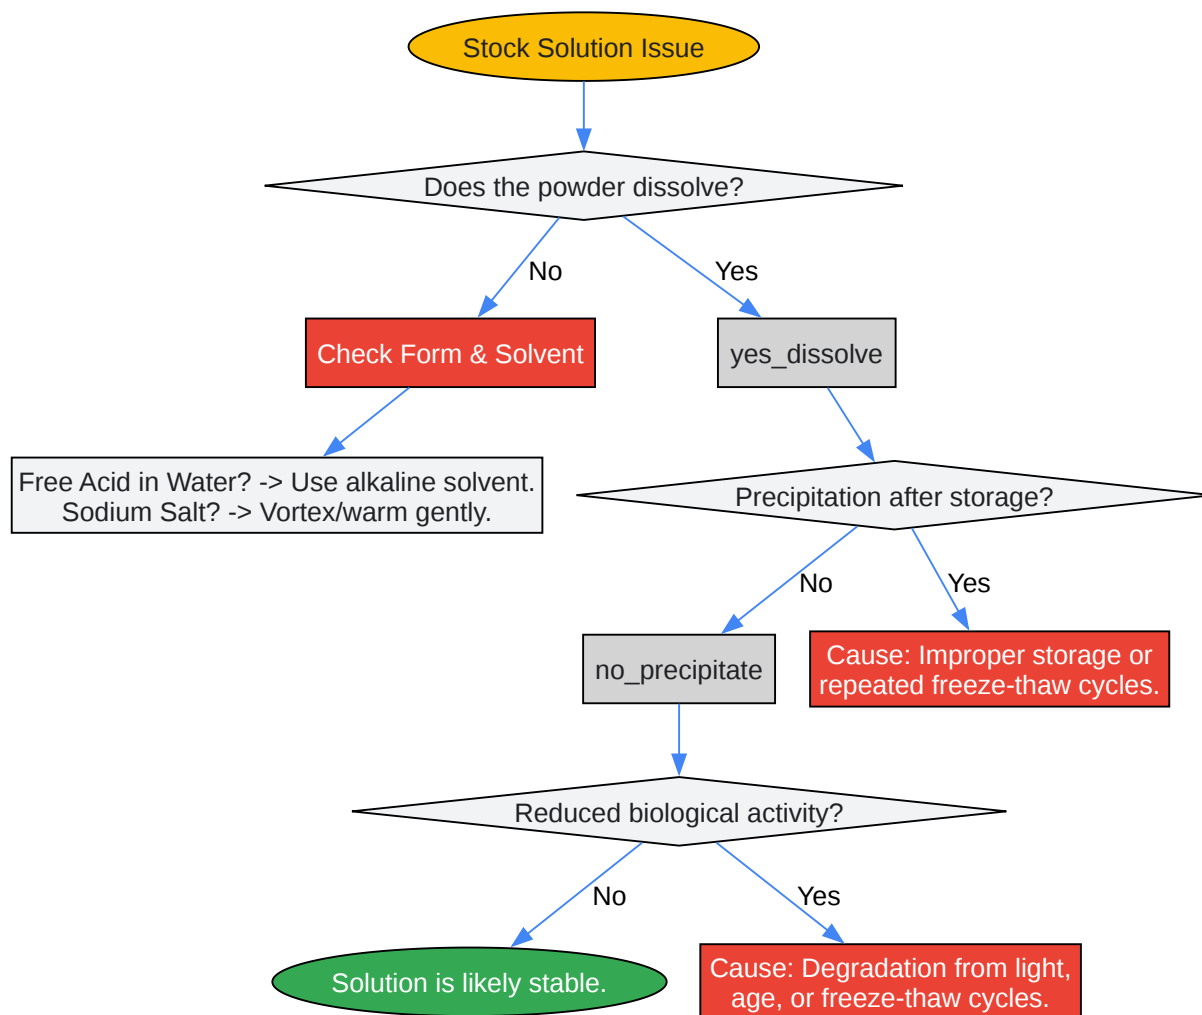 Stock Solution Issue
Does the powder dissolve?
No
Yes
Check Form & Solvent
yes_dissolve
Free Acid in Water? -> Use alkaline solvent.
Sodium Salt? -> Vortex/warm gently.
Precipitation after storage?
No
Yes
no_precipitate
Cause: Improper storage or
repeated freeze-thaw cycles.
Reduced biological activity?
No
Yes
Solution is likely stable.
Cause: Degradation from light,
age, or freeze-thaw cycles.